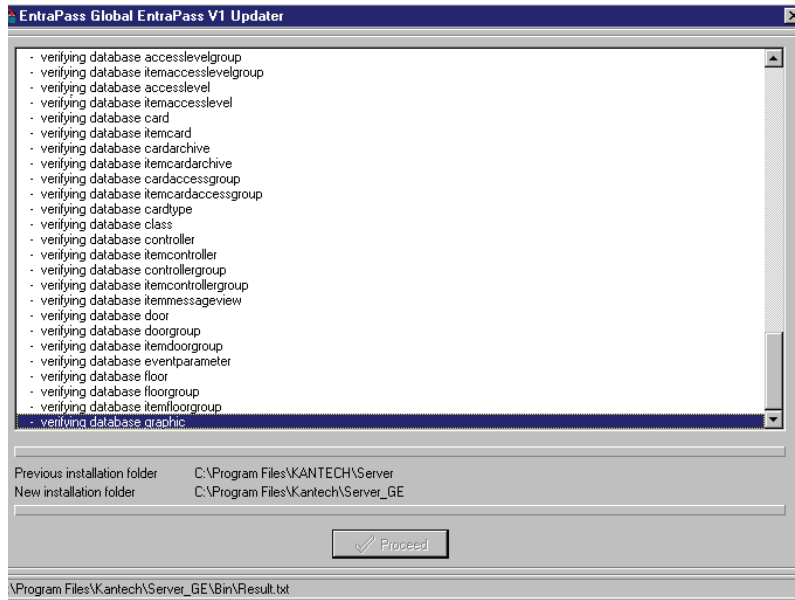 EntraPass Global EntraPass V1 Updater
- verifying database accesslevelgroup
- verifying database itemaccesslevelgroup
- verifying database accesslevel
- verifying database itemaccesslevel
- verifying database card
- verifying database itemcard
- verifying database cardarchive
- verifying database itemcardarchive
- verifying database cardaccessgroup
- verifying database itemcardaccessgroup
- verifying database cardtype
- verifying database class
- verifying database controller
- verifying database itemcontroller
- verifying database controllergroup
- verifying database itemcontrollergroup
- verifying database itemmessageview
- verifying database door
- verifying database doorgroup
- verifying database itemdoorgroup
- verifying database eventparameter
- verifying database floor
- verifying database floorgroup
- verifying database itemfloorgroup
- verifying database graphic
Previous installation folder C:\Program Files\KANTECH\Server
New installation folder C:\Program Files\Kantech\Server_GE
Proceed
:\Program Files\Kantech\Server_GE\Bin\Result.txt